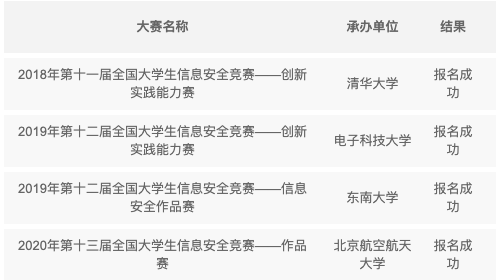 大赛名称 承办单位 结果
2018年第十一届全国大学生信息安全竞赛——创新
实践能力赛
清华大学
报名成
功
2019年第十二届全国大学生信息安全竞赛——创新
实践能力赛
电子科技大学
报名成
功
2019年第十二届全国大学生信息安全竞赛——信息
安全作品赛
东南大学
报名成
功
2020年第十三届全国大学生信息安全竞赛——作品
赛
北京航空航天
大学
报名成
功